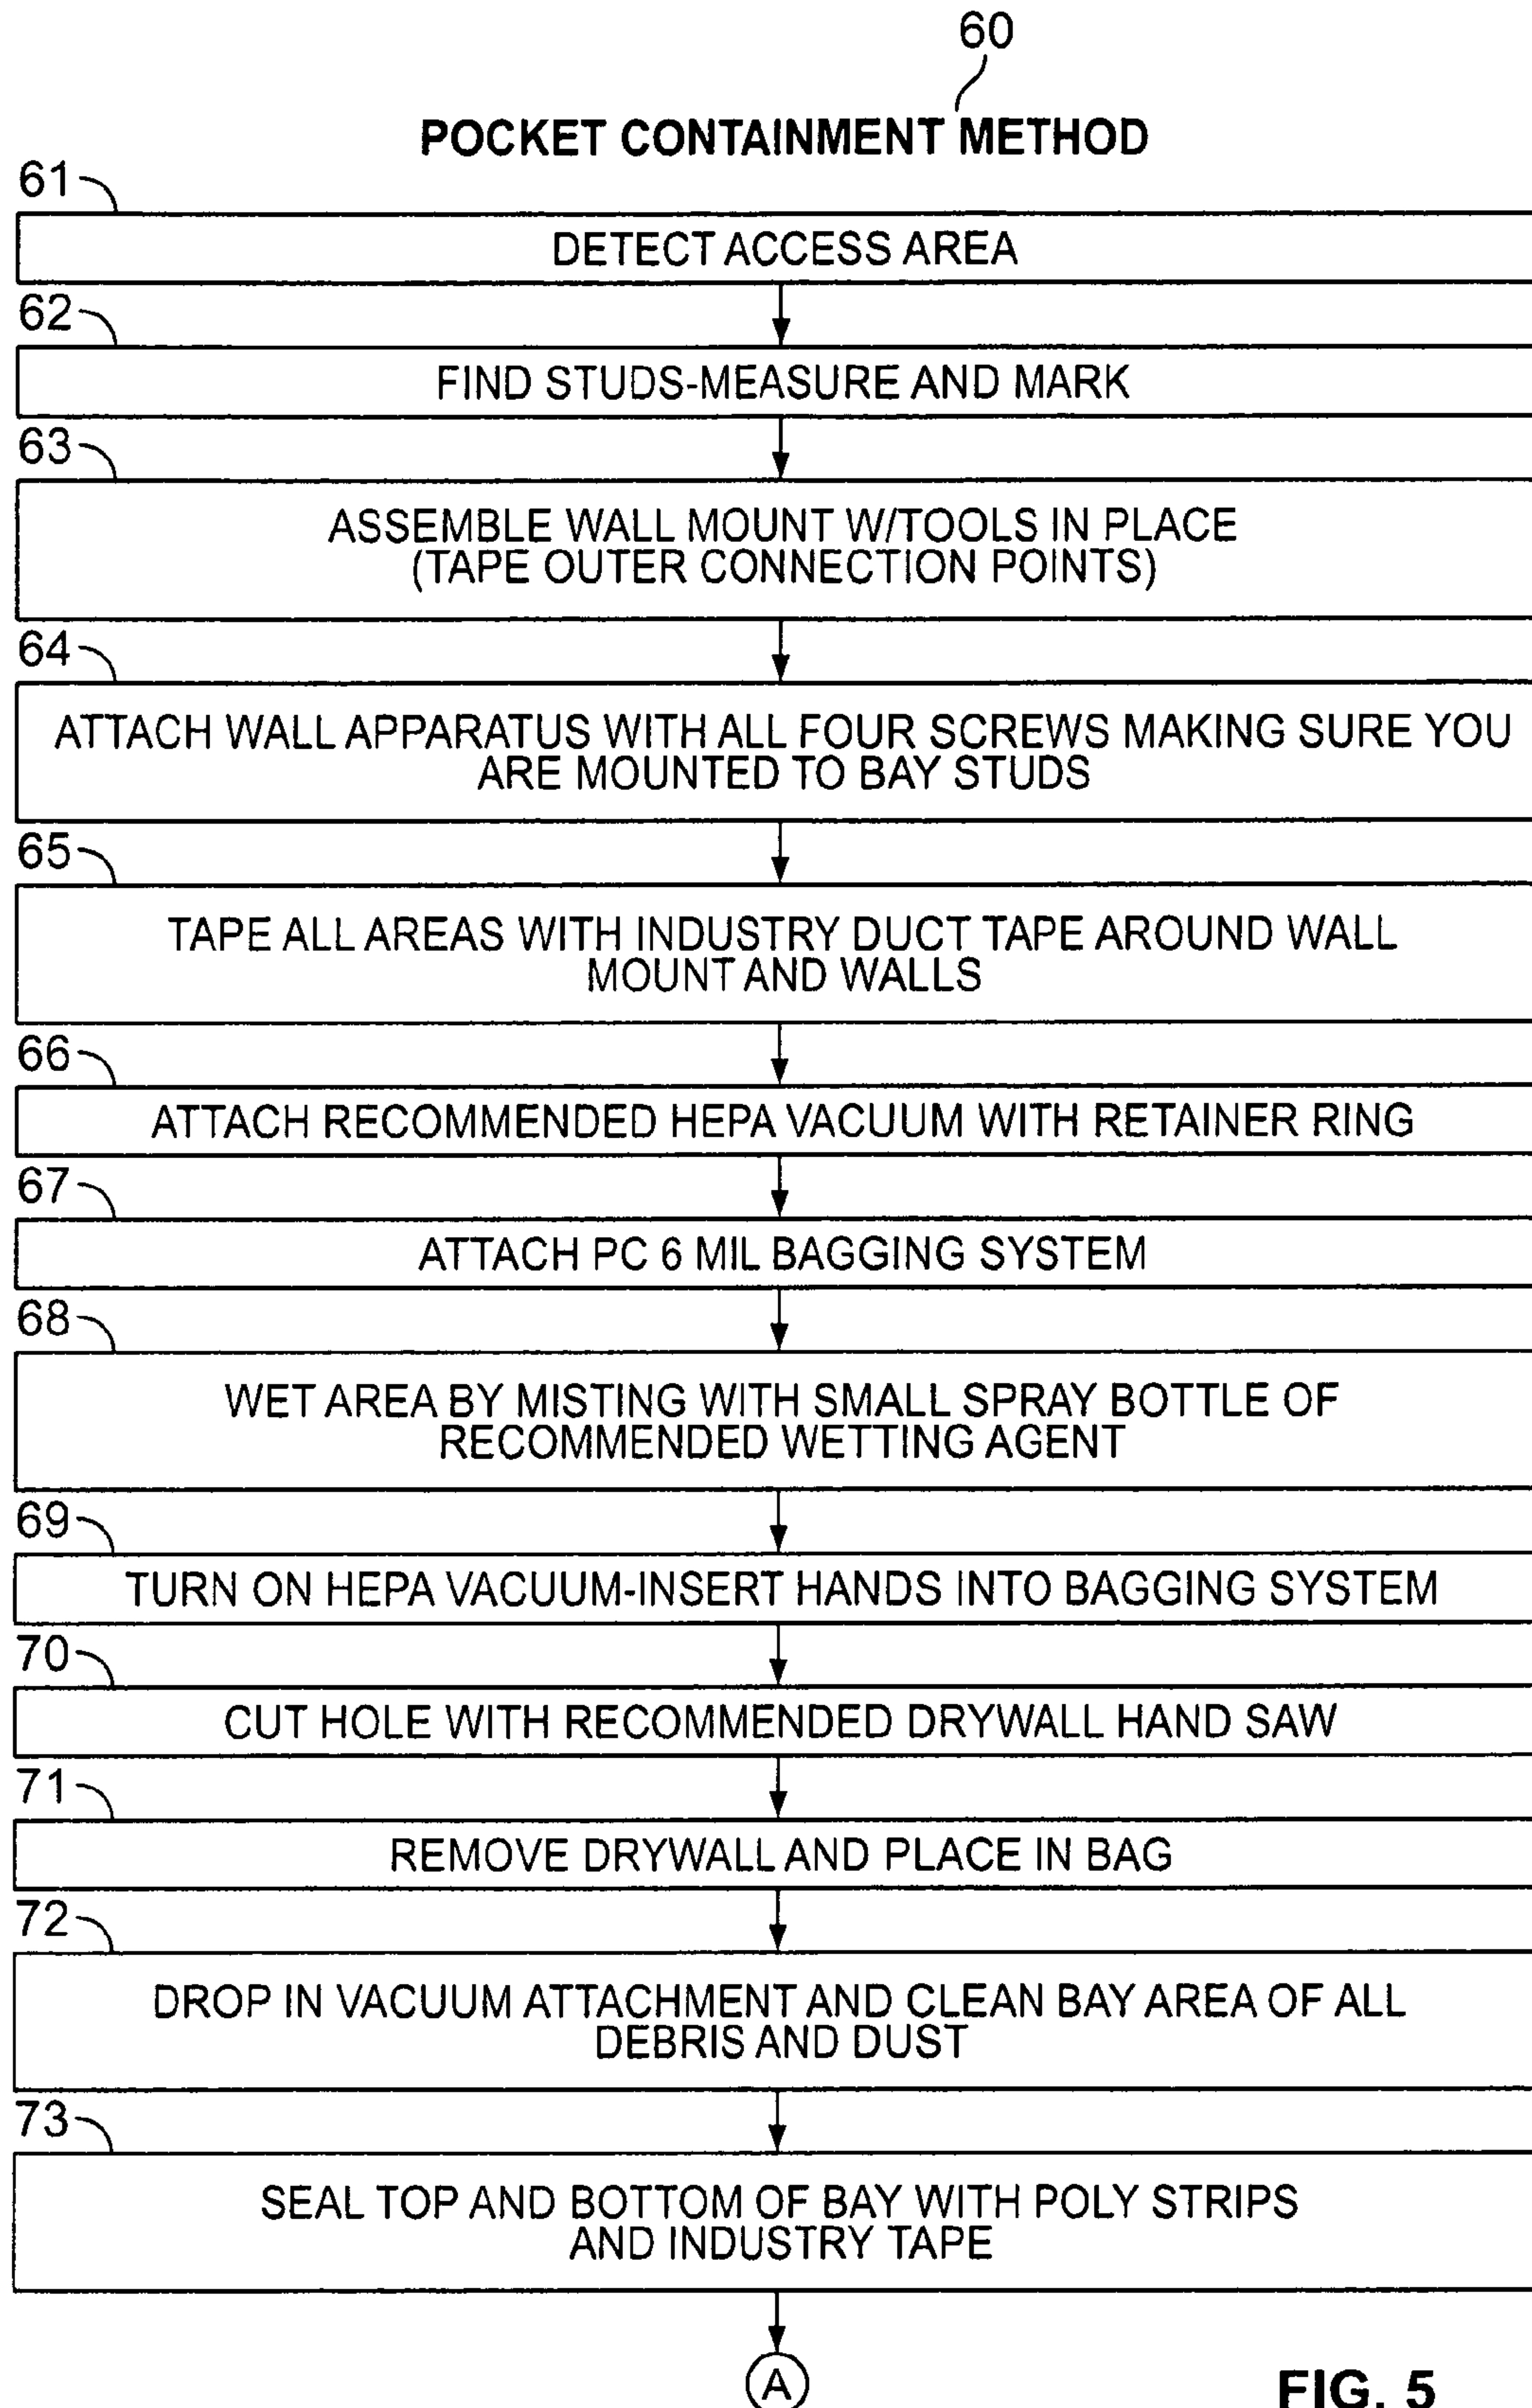 60
POCKET CONTAINMENT METHOD
61
DETECT ACCESS AREA
62
FIND STUDS-MEASURE AND MARK
63
ASSEMBLE WALL MOUNT W/TOOLS IN PLACE
(TAPE OUTER CONNECTION POINTS)
64
ATTACH WALL APPARATUS WITH ALL FOUR SCREWS MAKING SURE YOU
ARE MOUNTED TO BAY STUDS
65
TAPE ALL AREAS WITH INDUSTRY DUCT TAPE AROUND WALL
MOUNT AND WALLS
66
ATTACH RECOMMENDED HEPA VACUUM WITH RETAINER RING
67
ATTACH PC 6 MIL BAGGING SYSTEM
68
WET AREA BY MISTING WITH SMALL SPRAY BOTTLE OF
RECOMMENDED WETTING AGENT
69
TURN ON HEPA VACUUM-INSERT HANDS INTO BAGGING SYSTEM
70
CUT HOLE WITH RECOMMENDED DRYWALL HAND SAW
71
REMOVE DRYWALL AND PLACE IN BAG
72
DROP IN VACUUM ATTACHMENT AND CLEAN BAY AREA OF ALL
DEBRIS AND DUST
73
SEAL TOP AND BOTTOM OF BAY WITH POLY STRIPS
AND INDUSTRY TAPE
A
FIG. 5